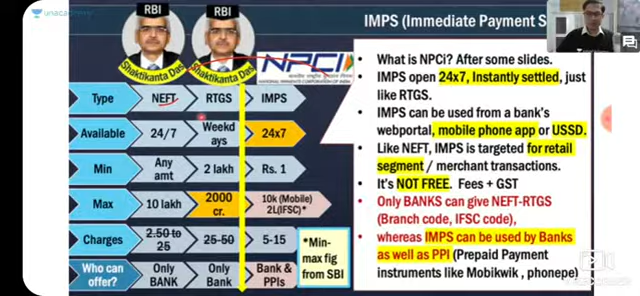 unacademy
RBI
RBI
IMPS (Immediate Payment S
Shaktikanta Das
Shaktikanta Das
NPCI
NATIONAL PAYMENTS CORPORATION OF INDIA
Type NEFT RTGS IMPS
Available 24/7 Weekd
ays 24x7
Min Any
amt 2 lakh Rs. 1
Max 10 lakh 2000
cr. 10k (Mobile)
2L(IFSC)*
Charges 2.50 to
25 25-50 5-15
Who can
offer? Only
BANK Only
Bank Bank &
PPIs
*Min-
max fig
from SBI
• What is NPCi? After some slides.
• IMPS open 24x7, Instantly settled, just
like RTGS.
• IMPS can be used from a bank's
webportal, mobile phone app or USSD.
• Like NEFT, IMPS is targeted for retail
segment / merchant transactions.
• It's NOT FREE. Fees + GST
• Only BANKS can give NEFT-RTGS
(Branch code, IFSC code),
• whereas IMPS can be used by Banks
as well as PPI (Prepaid Payment
instruments like Mobikwik , phonepe)